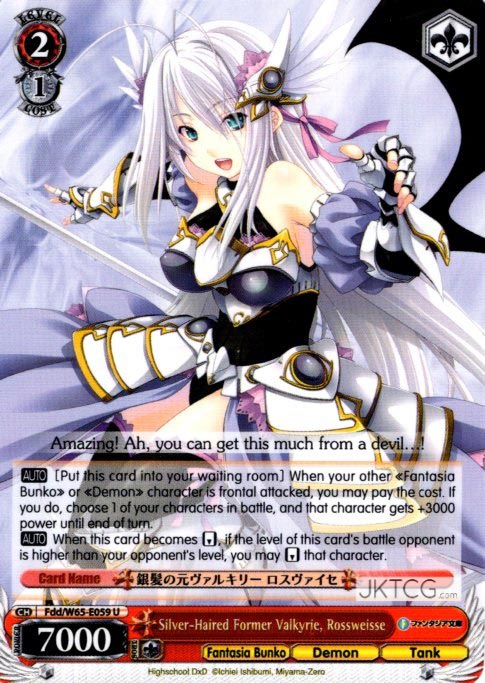 LEVEL
2
1
COST
Amazing! Ah, you can get this much from a devil...!
AUTO [Put this card into your waiting room] When your other «Fantasia
Bunko» or «Demon» character is frontal attacked, you may pay the cost. If
you do, choose 1 of your characters in battle, and that character gets +3000
power until end of turn.
AUTO When this card becomes, if the level of this card's battle opponent
is higher than your opponent's level, you may that character.
Card Name 銀髪の元ヴァルキリー ロスヴァイセ
JKTCG.com
CH Fdd/W65-E059 U
POWER 7000 SOUL Silver-Haired Former Valkyrie, Rossweisse ファンタジア文庫
Fantasia Bunko Demon Tank
Highschool DxD ©Ichiei Ishibumi, Miyama-Zero